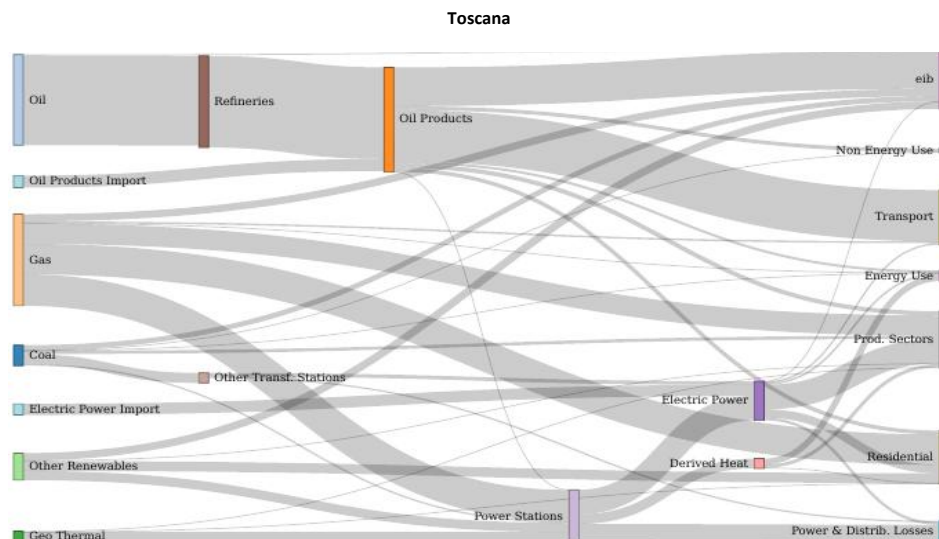 Toscana
Oil
Refineries
Oil Products
eib
Non Energy Use
Oil Products Import
Transport
Gas
Energy Use
Prod. Sectors
Coal
Other Transf. Stations
Electric Power
Electric Power Import
Residential
Other Renewables
Derived Heat
Power Stations
Power & Distrib. Losses
Geo Thermal